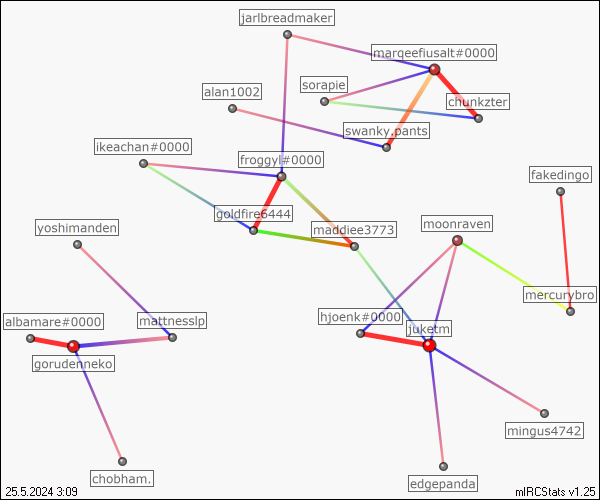 jarlbreadmaker
marqeefiusalt#0000
sorapie
alan1002
chunkzter
swanky.pants
ikeachan#0000
froggyl#0000
fakedingo
goldfire6444
yoshimanden
maddiee3773
moonraven
mercurybro
albamare#0000
mattnesslp
hjoenk#0000
juketm
gorudenneko
mingus4742
chobham.
edgepanda
25.5.2024 3:09
mIRCStats v1.25